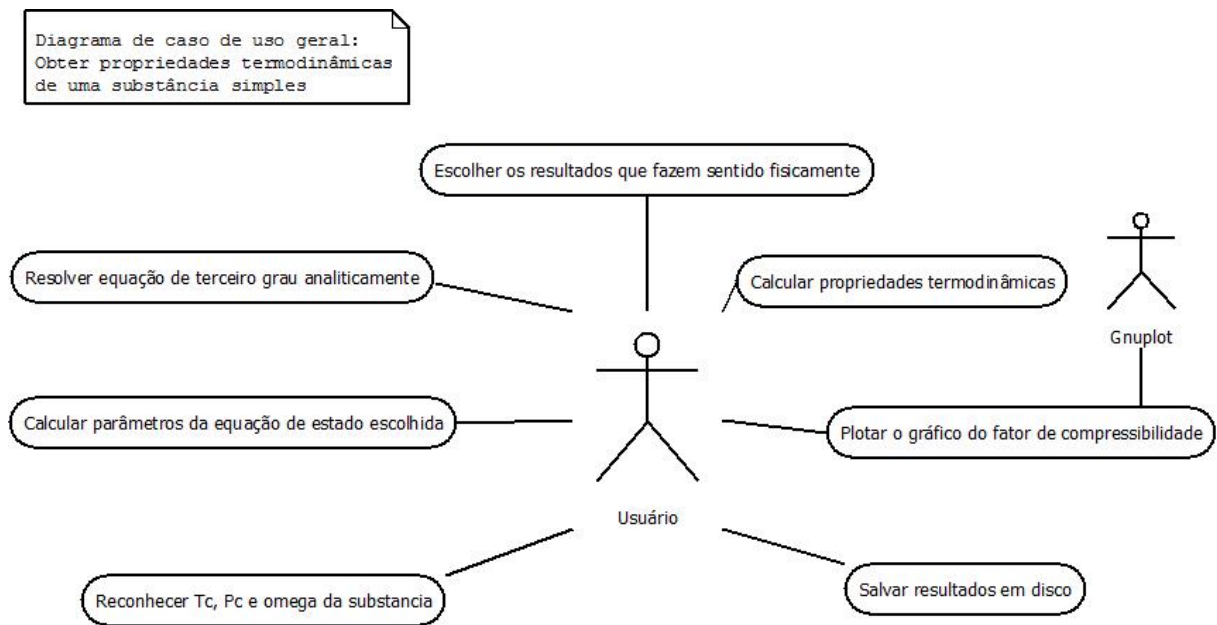 Diagrama de caso de uso geral:
Obter propriedades termodinâmicas
de uma substância simples
Escolher os resultados que fazem sentido fisicamente
Resolver equação de terceiro grau analiticamente
Calcular propriedades termodinâmicas
Gnuplot
Calcular parâmetros da equação de estado escolhida
Plotar o gráfico do fator de compressibilidade
Usuário
Reconhecer Tc, Pc e omega da substancia
Salvar resultados em disco